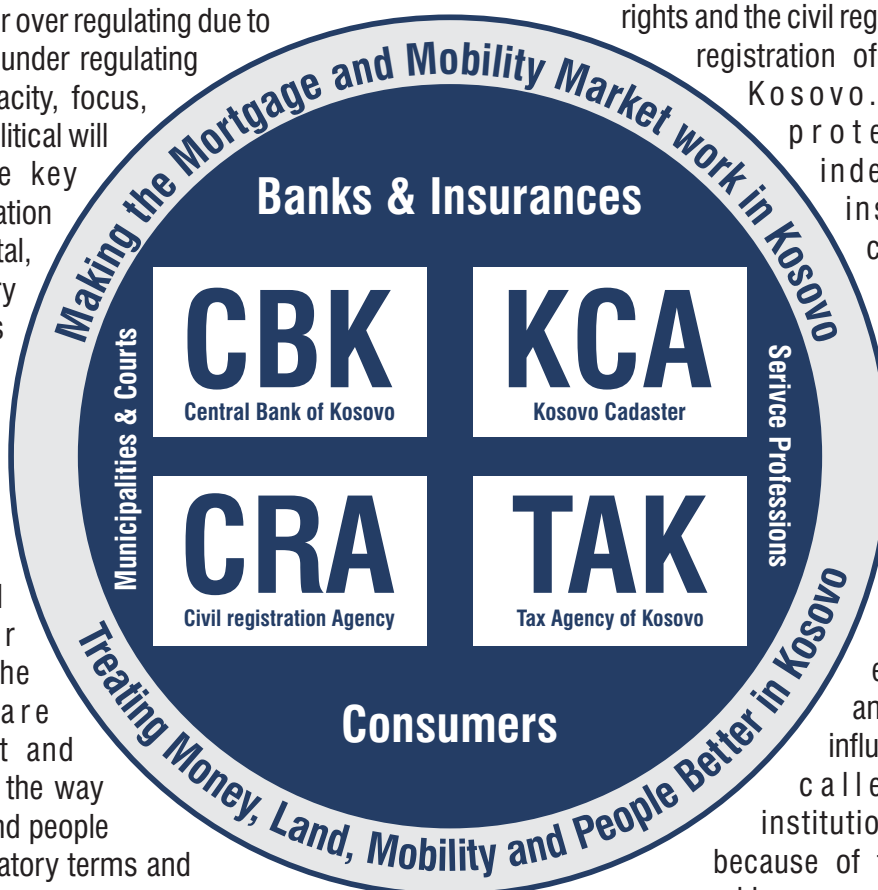 r over regulating due to
under regulating
acity, focus,
litical will
e key
ation
tal,
ry
s
l
r
he
are
t and
the way
nd people
atory terms and
Making the Mortgage and Mobility Market work in Kosovo
Banks & Insurances
Municipalities & Courts
CBK
Central Bank of Kosovo
KCA
Kosovo Cadaster
CRA
Civil registration Agency
TAK
Tax Agency of Kosovo
Serivce Professions
Consumers
Treating Money, Land, Mobility and People Better in Kosovo
rights and the civil reg
registration of
Kosovo.
prote
inde
ins
c
e
an
influ
calle
institutio
because of